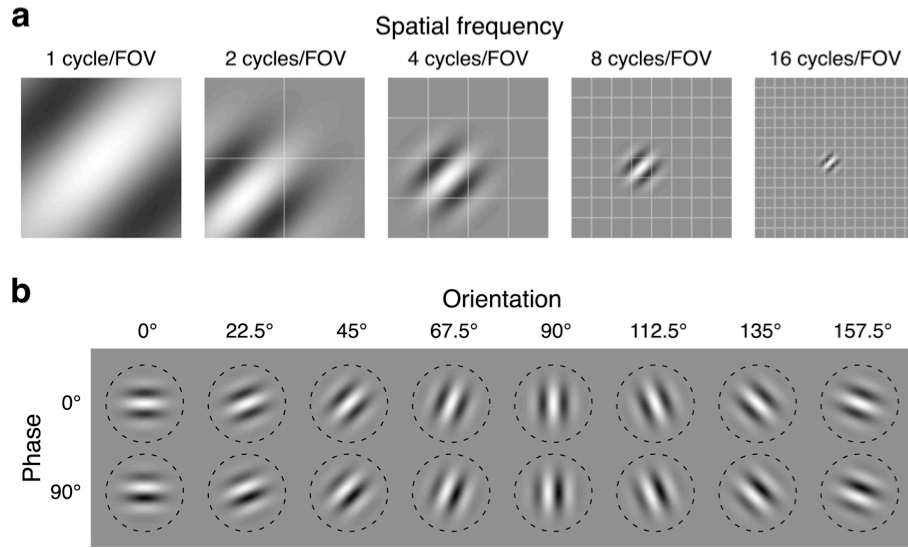 a
Spatial frequency
1 cycle/FOV 2 cycles/FOV 4 cycles/FOV 8 cycles/FOV 16 cycles/FOV
b
Orientation
0° 22.5° 45° 67.5° 90° 112.5° 135° 157.5°
Phase
0°
90°